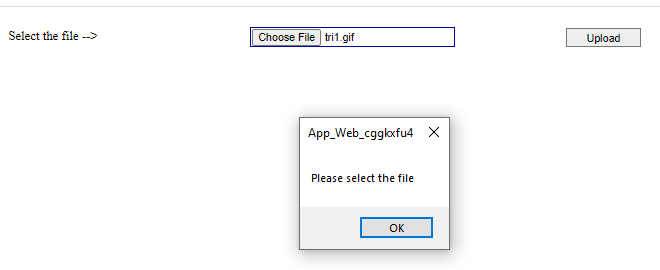 Select the file -->
Choose File tri1.gif
Upload
App_Web_cggkxfu4
Please select the file
OK